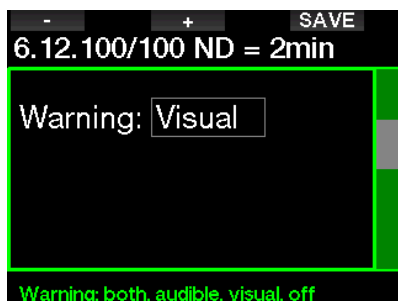 - + SAVE
6.12.100/100 ND = 2min
Warning: Visual
Warning: both, audible, visual, off